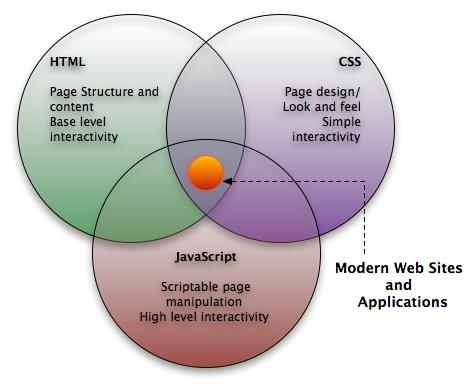 HTML
Page Structure and
content
Base level
interactivity
CSS
Page design/
Look and feel
Simple
interactivity
JavaScript
Scriptable page
manipulation
High level interactivity
Modern Web Sites
and
Applications